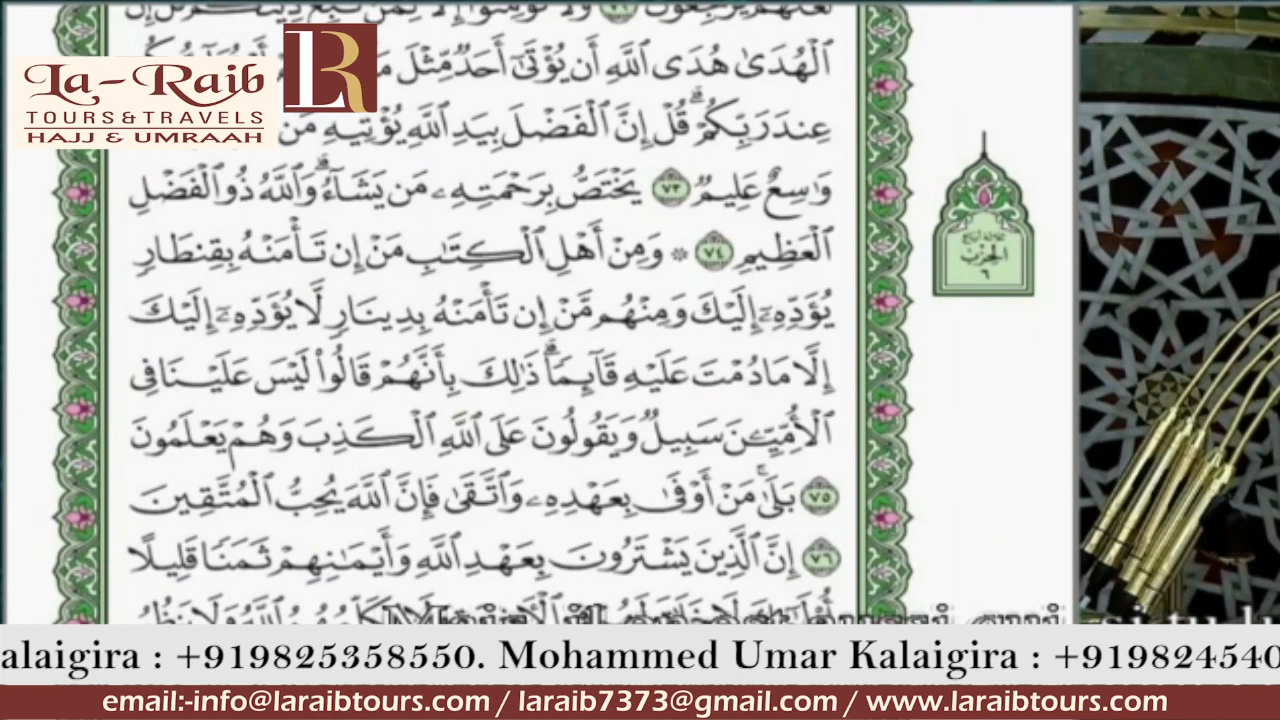 ٱلْهُدَىٰ هُدَى ٱللَّهِ أَن يُؤْتَىٰٓ أَحَدٌ مِّثْلَ
عِندَ رَبِّكُمْ ۗ قُلْ إِنَّ ٱلْفَضْلَ بِيَدِ ٱللَّهِ يُؤْتِيهِ مَن
وَٰسِعٌ عَلِيمٌ ٧٣ يَخْتَصُّ بِرَحْمَتِهِۦ مَن يَشَآءُ ۗ وَٱللَّهُ ذُو ٱلْفَضْلِ
ٱلْعَظِيمِ ٧٤ ۞ وَمِنْ أَهْلِ ٱلْكِتَٰبِ مَنْ إِن تَأْمَنْهُ بِقِنطَارٍ
يُؤَدِّهِۦٓ إِلَيْكَ وَمِنْهُم مَّنْ إِن تَأْمَنْهُ بِدِينَارٍ لَّا يُؤَدِّهِۦٓ إِلَيْكَ
إِلَّا مَا دُمْتَ عَلَيْهِ قَآئِمًا ۗ ذَٰلِكَ بِأَنَّهُمْ قَالُوا۟ لَيْسَ عَلَيْنَا فِى
ٱلْأُمِّيِّـۧنَ سَبِيلٌ وَيَقُولُونَ عَلَى ٱللَّهِ ٱلْكَذِبَ وَهُمْ يَعْلَمُونَ
٧٥ بَلَىٰ ۚ مَنْ أَوْفَىٰ بِعَهْدِهِۦ وَٱتَّقَىٰ فَإِنَّ ٱللَّهَ يُحِبُّ ٱلْمُتَّقِينَ
٧٦ إِنَّ ٱلَّذِينَ يَشْتَرُونَ بِعَهْدِ ٱللَّهِ وَأَيْمَٰنِهِمْ ثَمَنًا قَلِيلًا
الحزب
٦
La-Raib
TOURS & TRAVELS
HAJJ & UMRAAH
LR
alaigira : +919825358550. Mohammed Umar Kalaigira : +919824540
email:-info@laraibtours.com / laraib7373@gmail.com / www.laraibtours.com